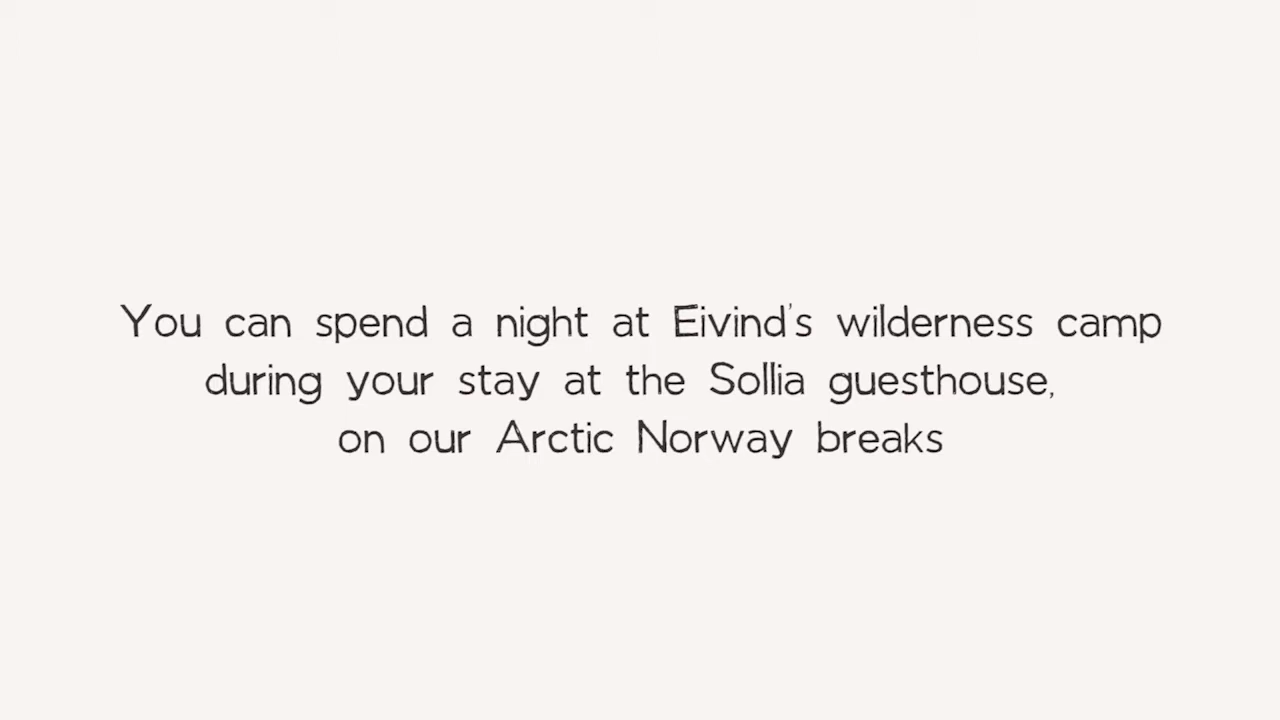 You can spend a night at Eivind's wilderness camp
during your stay at the Sollia guesthouse,
on our Arctic Norway breaks